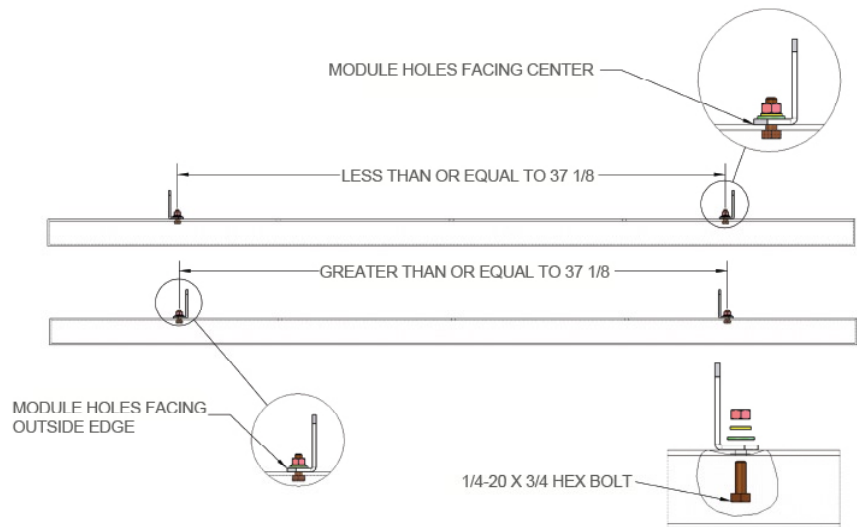 MODULE HOLES FACING CENTER
LESS THAN OR EQUAL TO 37 1/8
GREATER THAN OR EQUAL TO 37 1/8
MODULE HOLES FACING
OUTSIDE EDGE
1/4-20 X 3/4 HEX BOLT